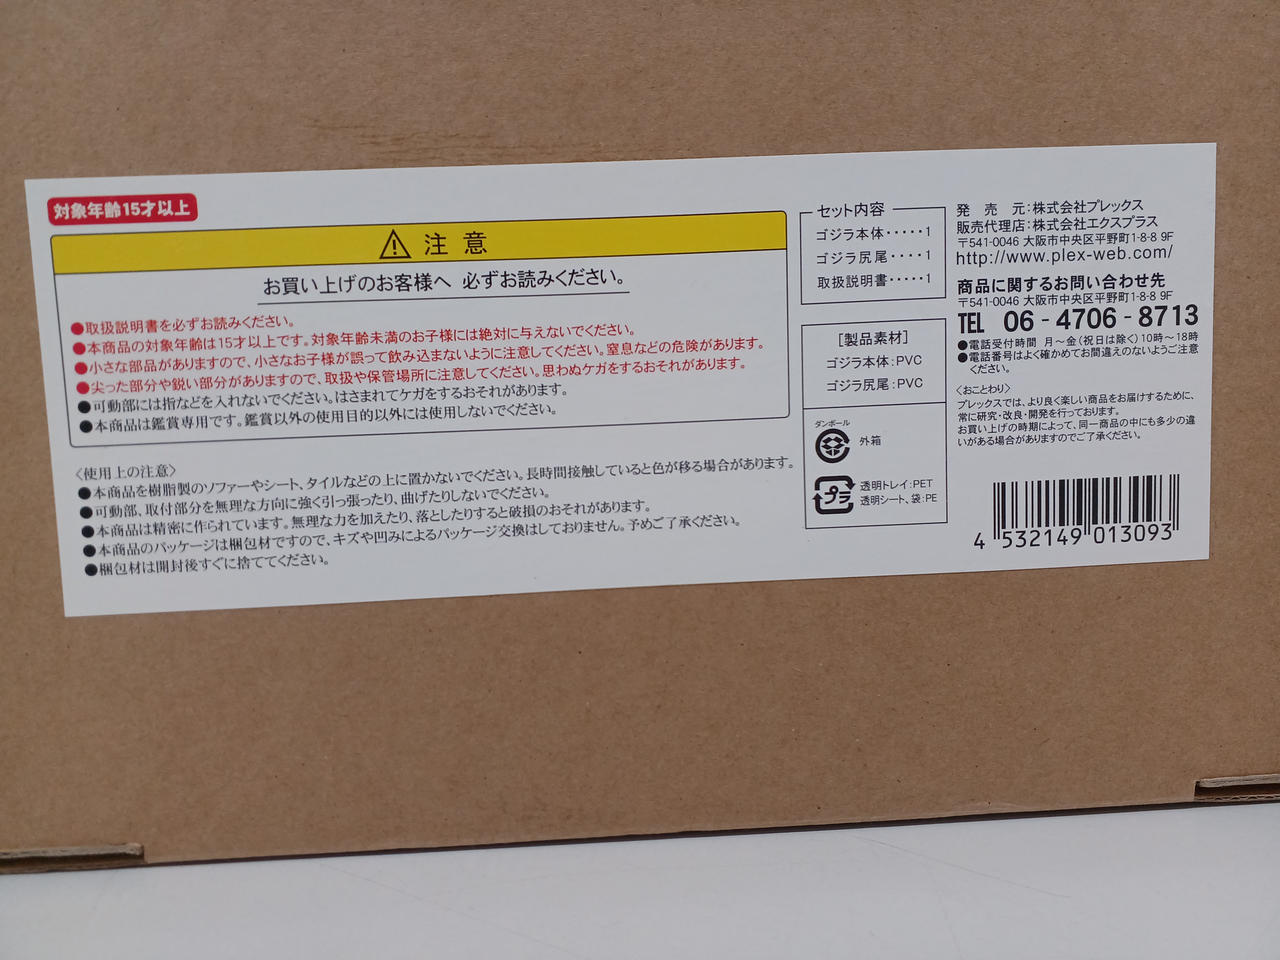 対象年齢15才以上
注意
お買い上げのお客様へ 必ずお読みください。
●取扱説明書を必ずお読みください。
●本商品の対象年齢は15才以上です。対象年齢未満のお子様には絶対に与えないでください。
●小さな部品がありますので、小さなお子様が誤って飲み込まないように注意してください。窒息などの危険があります。
●尖った部分や鋭い部分がありますので、取扱や保管場所に注意してください。思わぬケガをするおそれがあります。
●可動部には指などを入れないでください。はさまれてケガをするおそれがあります。
●本商品は鑑賞専用です。鑑賞以外の使用目的以外には使用しないでください。
〈使用上の注意〉
●本商品を樹脂製のソファーやシート、タイルなどの上に置かないでください。長時間接触していると色が移る場合があります。
●可動部、取付部分を無理な方向に強く引っ張ったり、曲げたりしないでください。
●本商品は精密に作られています。無理な力を加えたり、落としたりすると破損のおそれがあります。
●本商品のパッケージは梱包材ですので、キズや凹みによるパッケージ交換はしておりません。予めご了承ください。
●梱包材は開封後すぐに捨ててください。
セット内容
ゴジラ本体・・・・・1
ゴジラ尻尾・・・・1
取扱説明書・・・・1
［製品素材］
ゴジラ本体：PVC
ゴジラ尻尾：PVC
ダンボール
外箱
プラ
透明トレイ：PET
透明シート、袋：PE
発売元：株式会社プレックス
販売代理店：株式会社エクスプラス
〒541-0046 大阪市中央区平野町1-8-8 9F
http://www.plex-web.com/
商品に関するお問い合わせ先
〒541-0046 大阪市中央区平野町1-8-8 9F
TEL 06-4706-8713
●電話受付時間 月～金(祝日は除く)10時～18時
●電話番号はよく確かめてお間違えのないようご注意
ください。
〈おことわり〉
プレックスでは、より良く楽しい商品をお届けするために、
常に研究・改良・開発を行っております。
お買い上げの時期によって、同一商品の中にも多少の違
いがある場合がありますのでご了承ください。
4 532149 013093